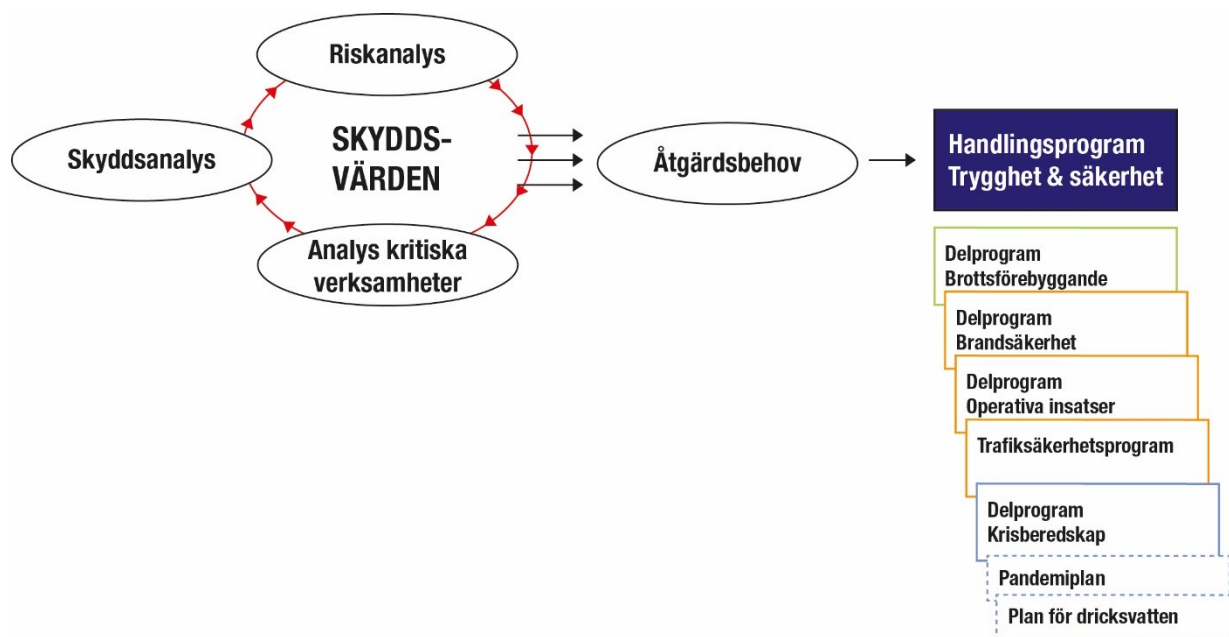 Riskanalys
Skyddsanalys
SKYDDS-
VÄRDEN
Analys kritiska
verksamheter
Åtgärdsbehov
Handlingsprogram
Trygghet & säkerhet
Delprogram
Brottsförebyggande
Delprogram
Brandsäkerhet
Delprogram
Operativa insatser
Trafiksäkerhetsprogram
Delprogram
Krisberedskap
Pandemiplan
Plan för dricksvatten